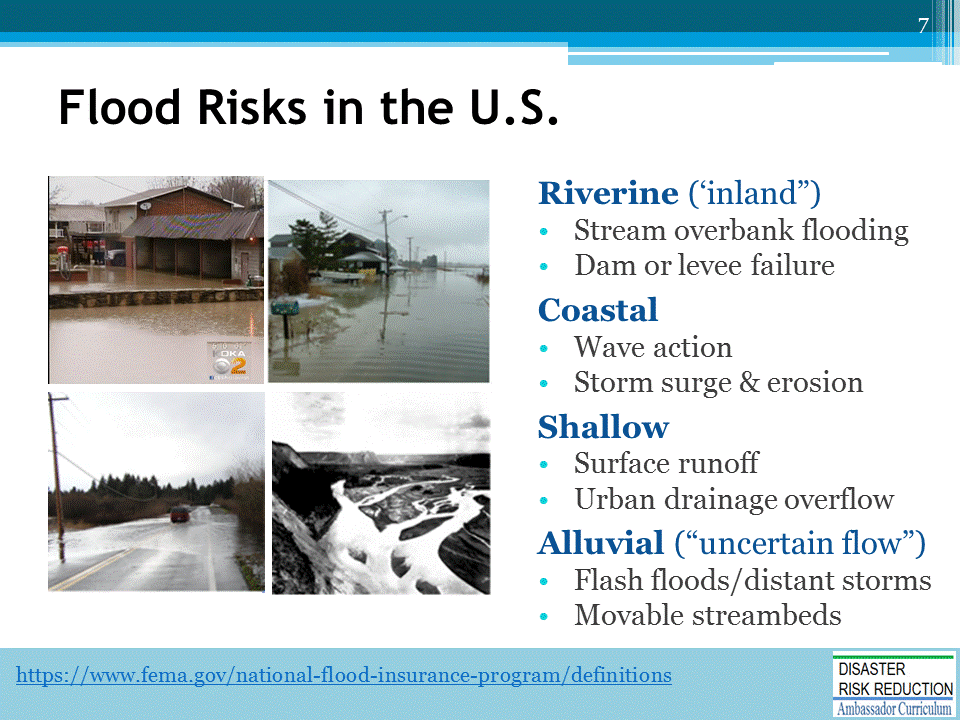 7
Flood Risks in the U.S.
Riverine (‘inland”)
• Stream overbank flooding
• Dam or levee failure
Coastal
• Wave action
• Storm surge & erosion
Shallow
• Surface runoff
• Urban drainage overflow
Alluvial (“uncertain flow”)
• Flash floods/distant storms
• Movable streambeds
https://www.fema.gov/national-flood-insurance-program/definitions
DISASTER
RISK REDUCTION
Ambassador Curriculum